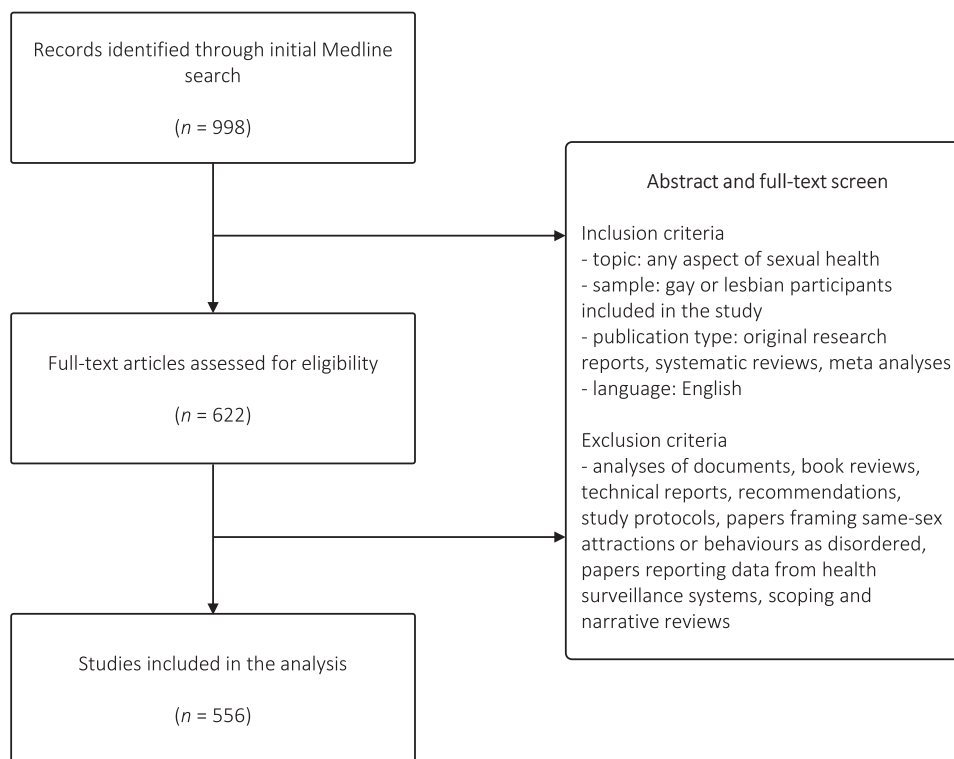 Records identified through initial Medline
search
(n = 998)
Abstract and full-text screen
Inclusion criteria
- topic: any aspect of sexual health
- sample: gay or lesbian participants
included in the study
- publication type: original research
reports, systematic reviews, meta analyses
- language: English
Exclusion criteria
- analyses of documents, book reviews,
technical reports, recommendations,
study protocols, papers framing same-sex
attractions or behaviours as disordered,
papers reporting data from health
surveillance systems, scoping and
narrative reviews
Full-text articles assessed for eligibility
(n = 622)
Studies included in the analysis
(n = 556)